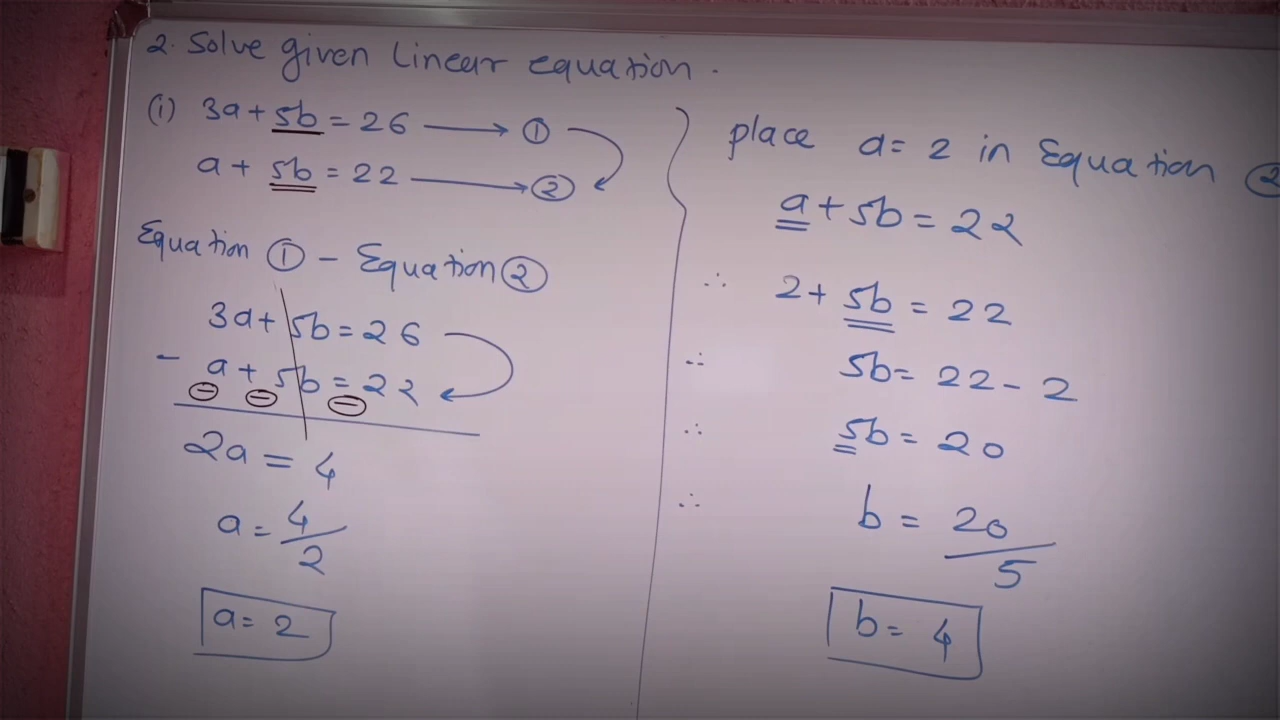 2. Solve given Linear equation.
(i) 3a + 5b = 26 → ①
a + 5b = 22 → ②
Equation ① - Equation ②
3a + 5b = 26
- a + 5b = 22
⊖ ⊖ ⊖
2a = 4
a = 4/2
a = 2
place a = 2 in Equation ②
a + 5b = 22
∴ 2 + 5b = 22
∴ 5b = 22 - 2
∴ 5b = 20
∴ b = 20/5
b = 4